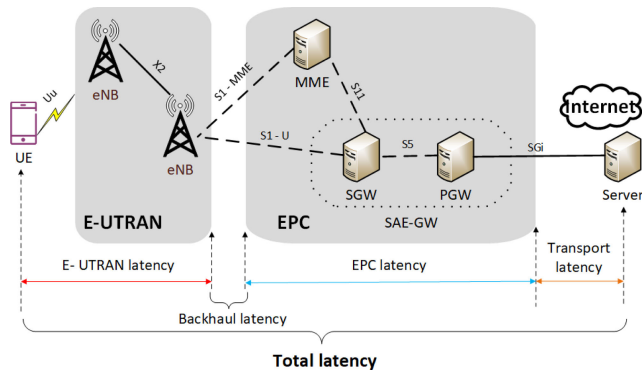 Uu
UE
eNB
X2
eNB
E-UTRAN
S1 - MME
S1 - U
MME
S11
SGW
S5
PGW
SAE-GW
EPC
SGi
Internet
Server
E- UTRAN latency
Backhaul latency
EPC latency
Transport
latency
Total latency